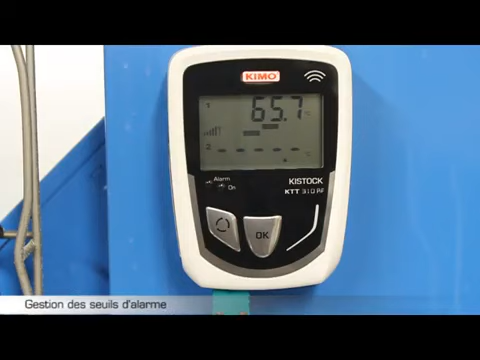 KIMO
1 65.7 °C
2 - - - - - °C
Alarm
On
KISTOCK
KTT 310 RF
OK
Gestion des seuils d'alarme